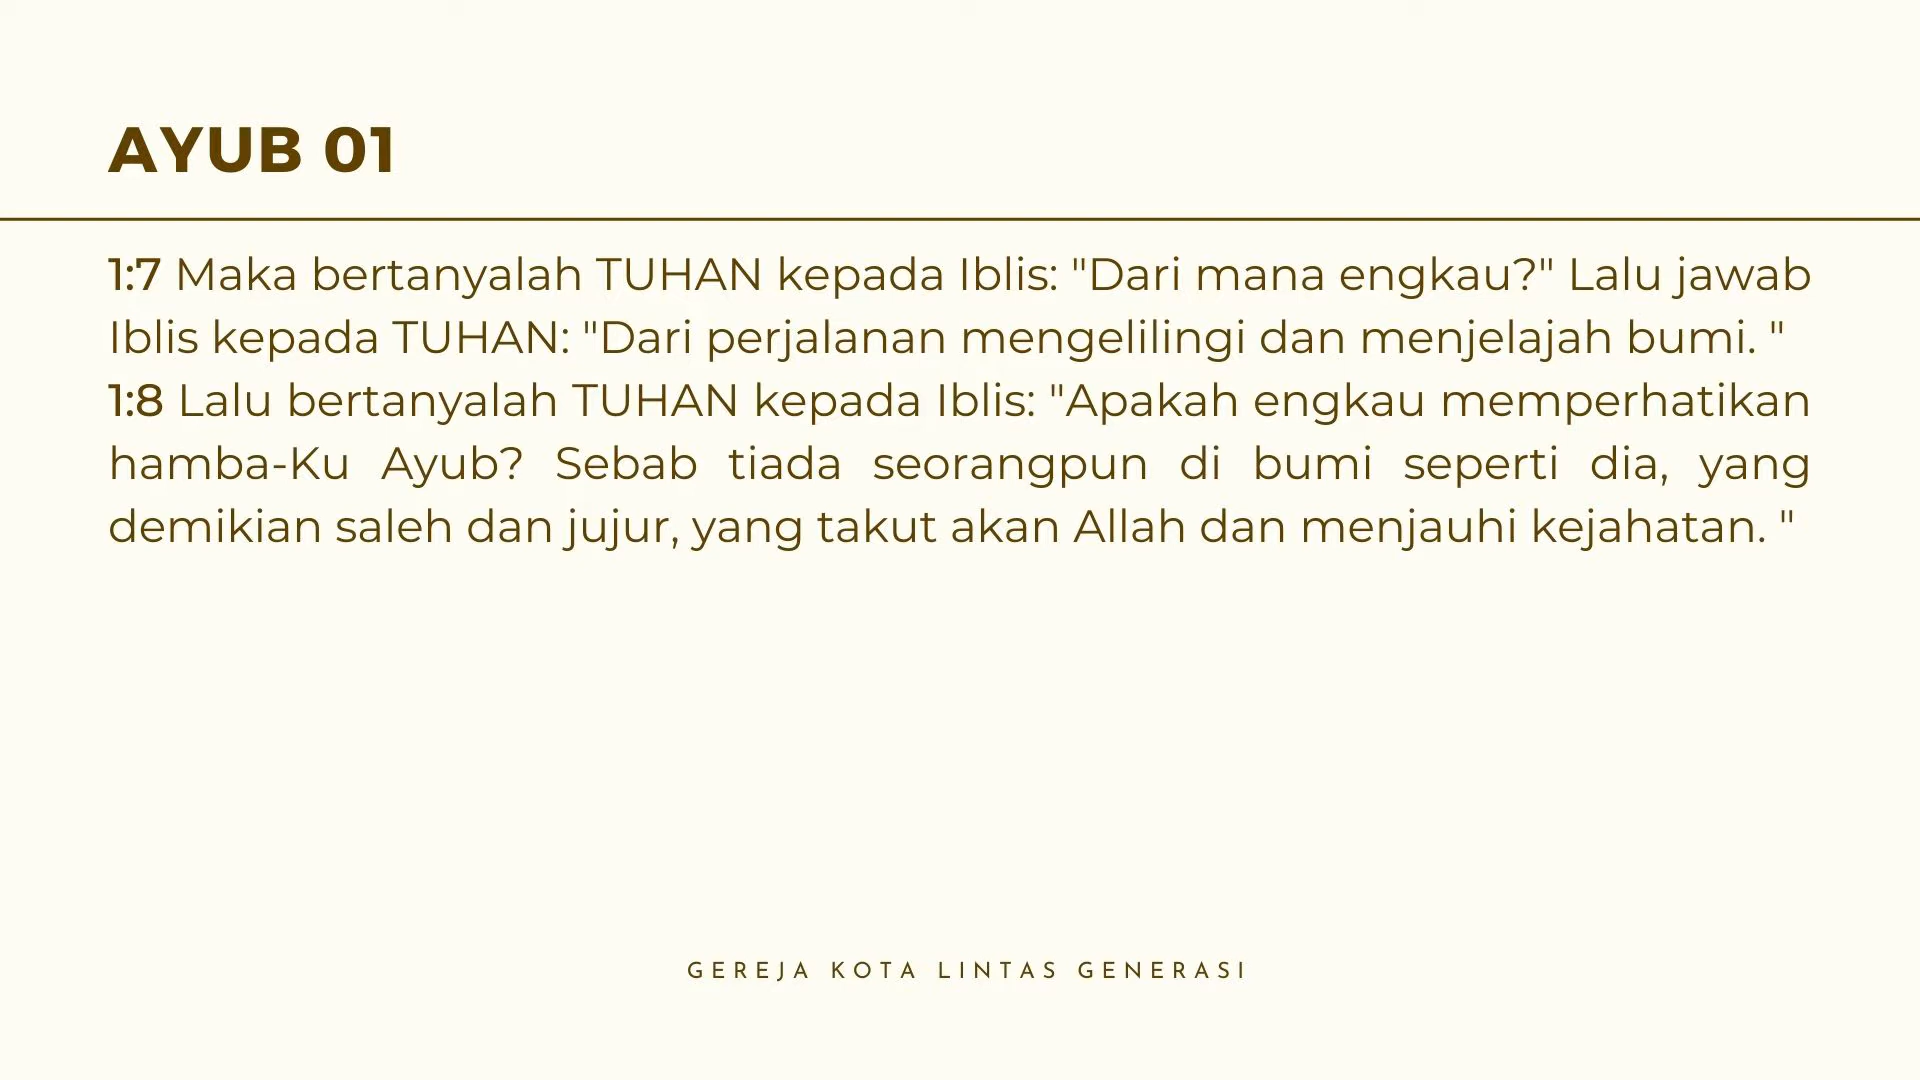 AYUB 01
1:7 Maka bertanyalah TUHAN kepada Iblis: "Dari mana engkau?" Lalu jawab
Iblis kepada TUHAN: "Dari perjalanan mengelilingi dan menjelajah bumi. "
1:8 Lalu bertanyalah TUHAN kepada Iblis: "Apakah engkau memperhatikan
hamba-Ku Ayub? Sebab tiada seorangpun di bumi seperti dia, yang
demikian saleh dan jujur, yang takut akan Allah dan menjauhi kejahatan. "
GEREJA KOTA LINTAS GENERASI